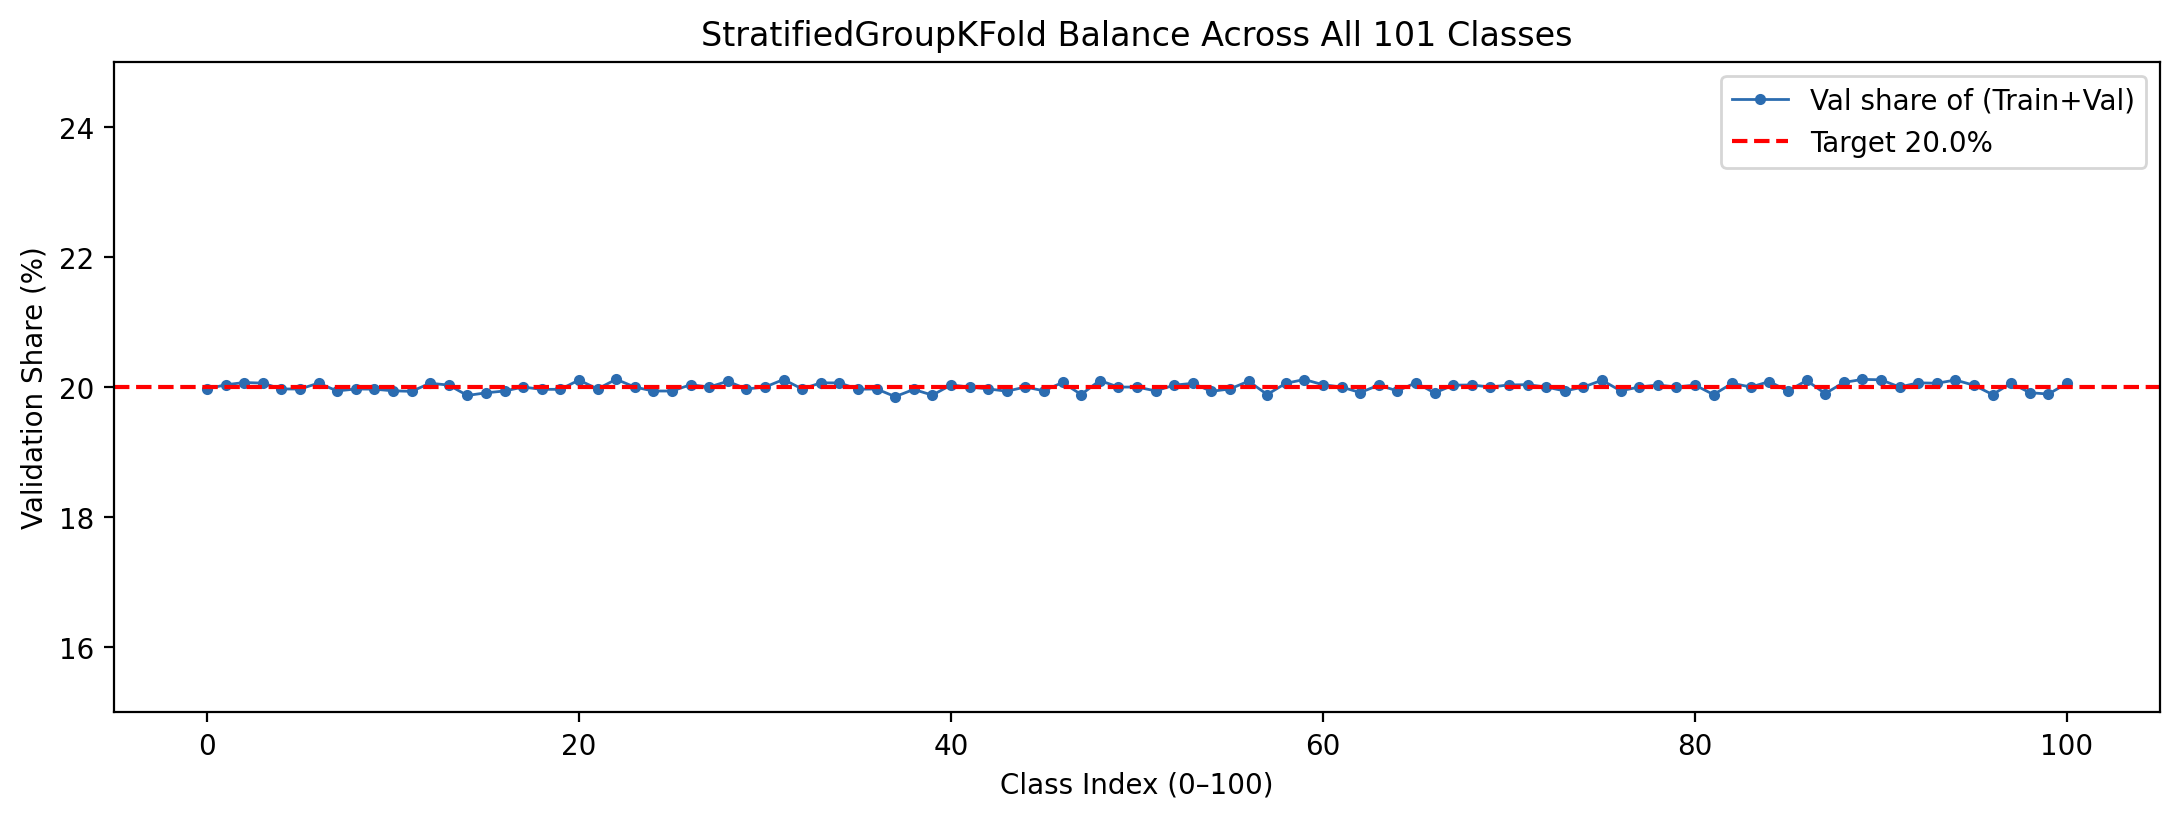 StratifiedGroupKFold Balance Across All 101 Classes
Val share of (Train+Val)
Target 20.0%
Validation Share (%)
24
22
20
18
16
0 20 40 60 80 100
Class Index (0–100)